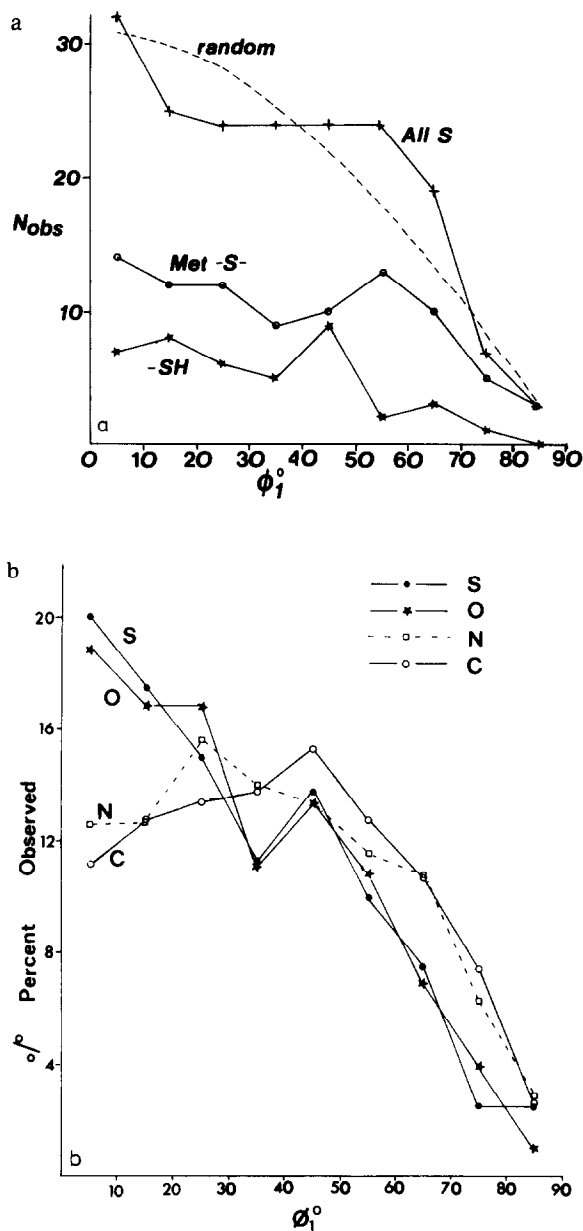 a
30
random
All S
20
Nobs
Met -S-
10
-SH
a
0 10 20 30 40 50 60 70 80 90
ϕ₁°
b
S
O
N
C
20
S
O
16
N
12
C
8
4
°/° Percent Observed
b
10 20 30 40 50 60 70 80 90
Ø₁°